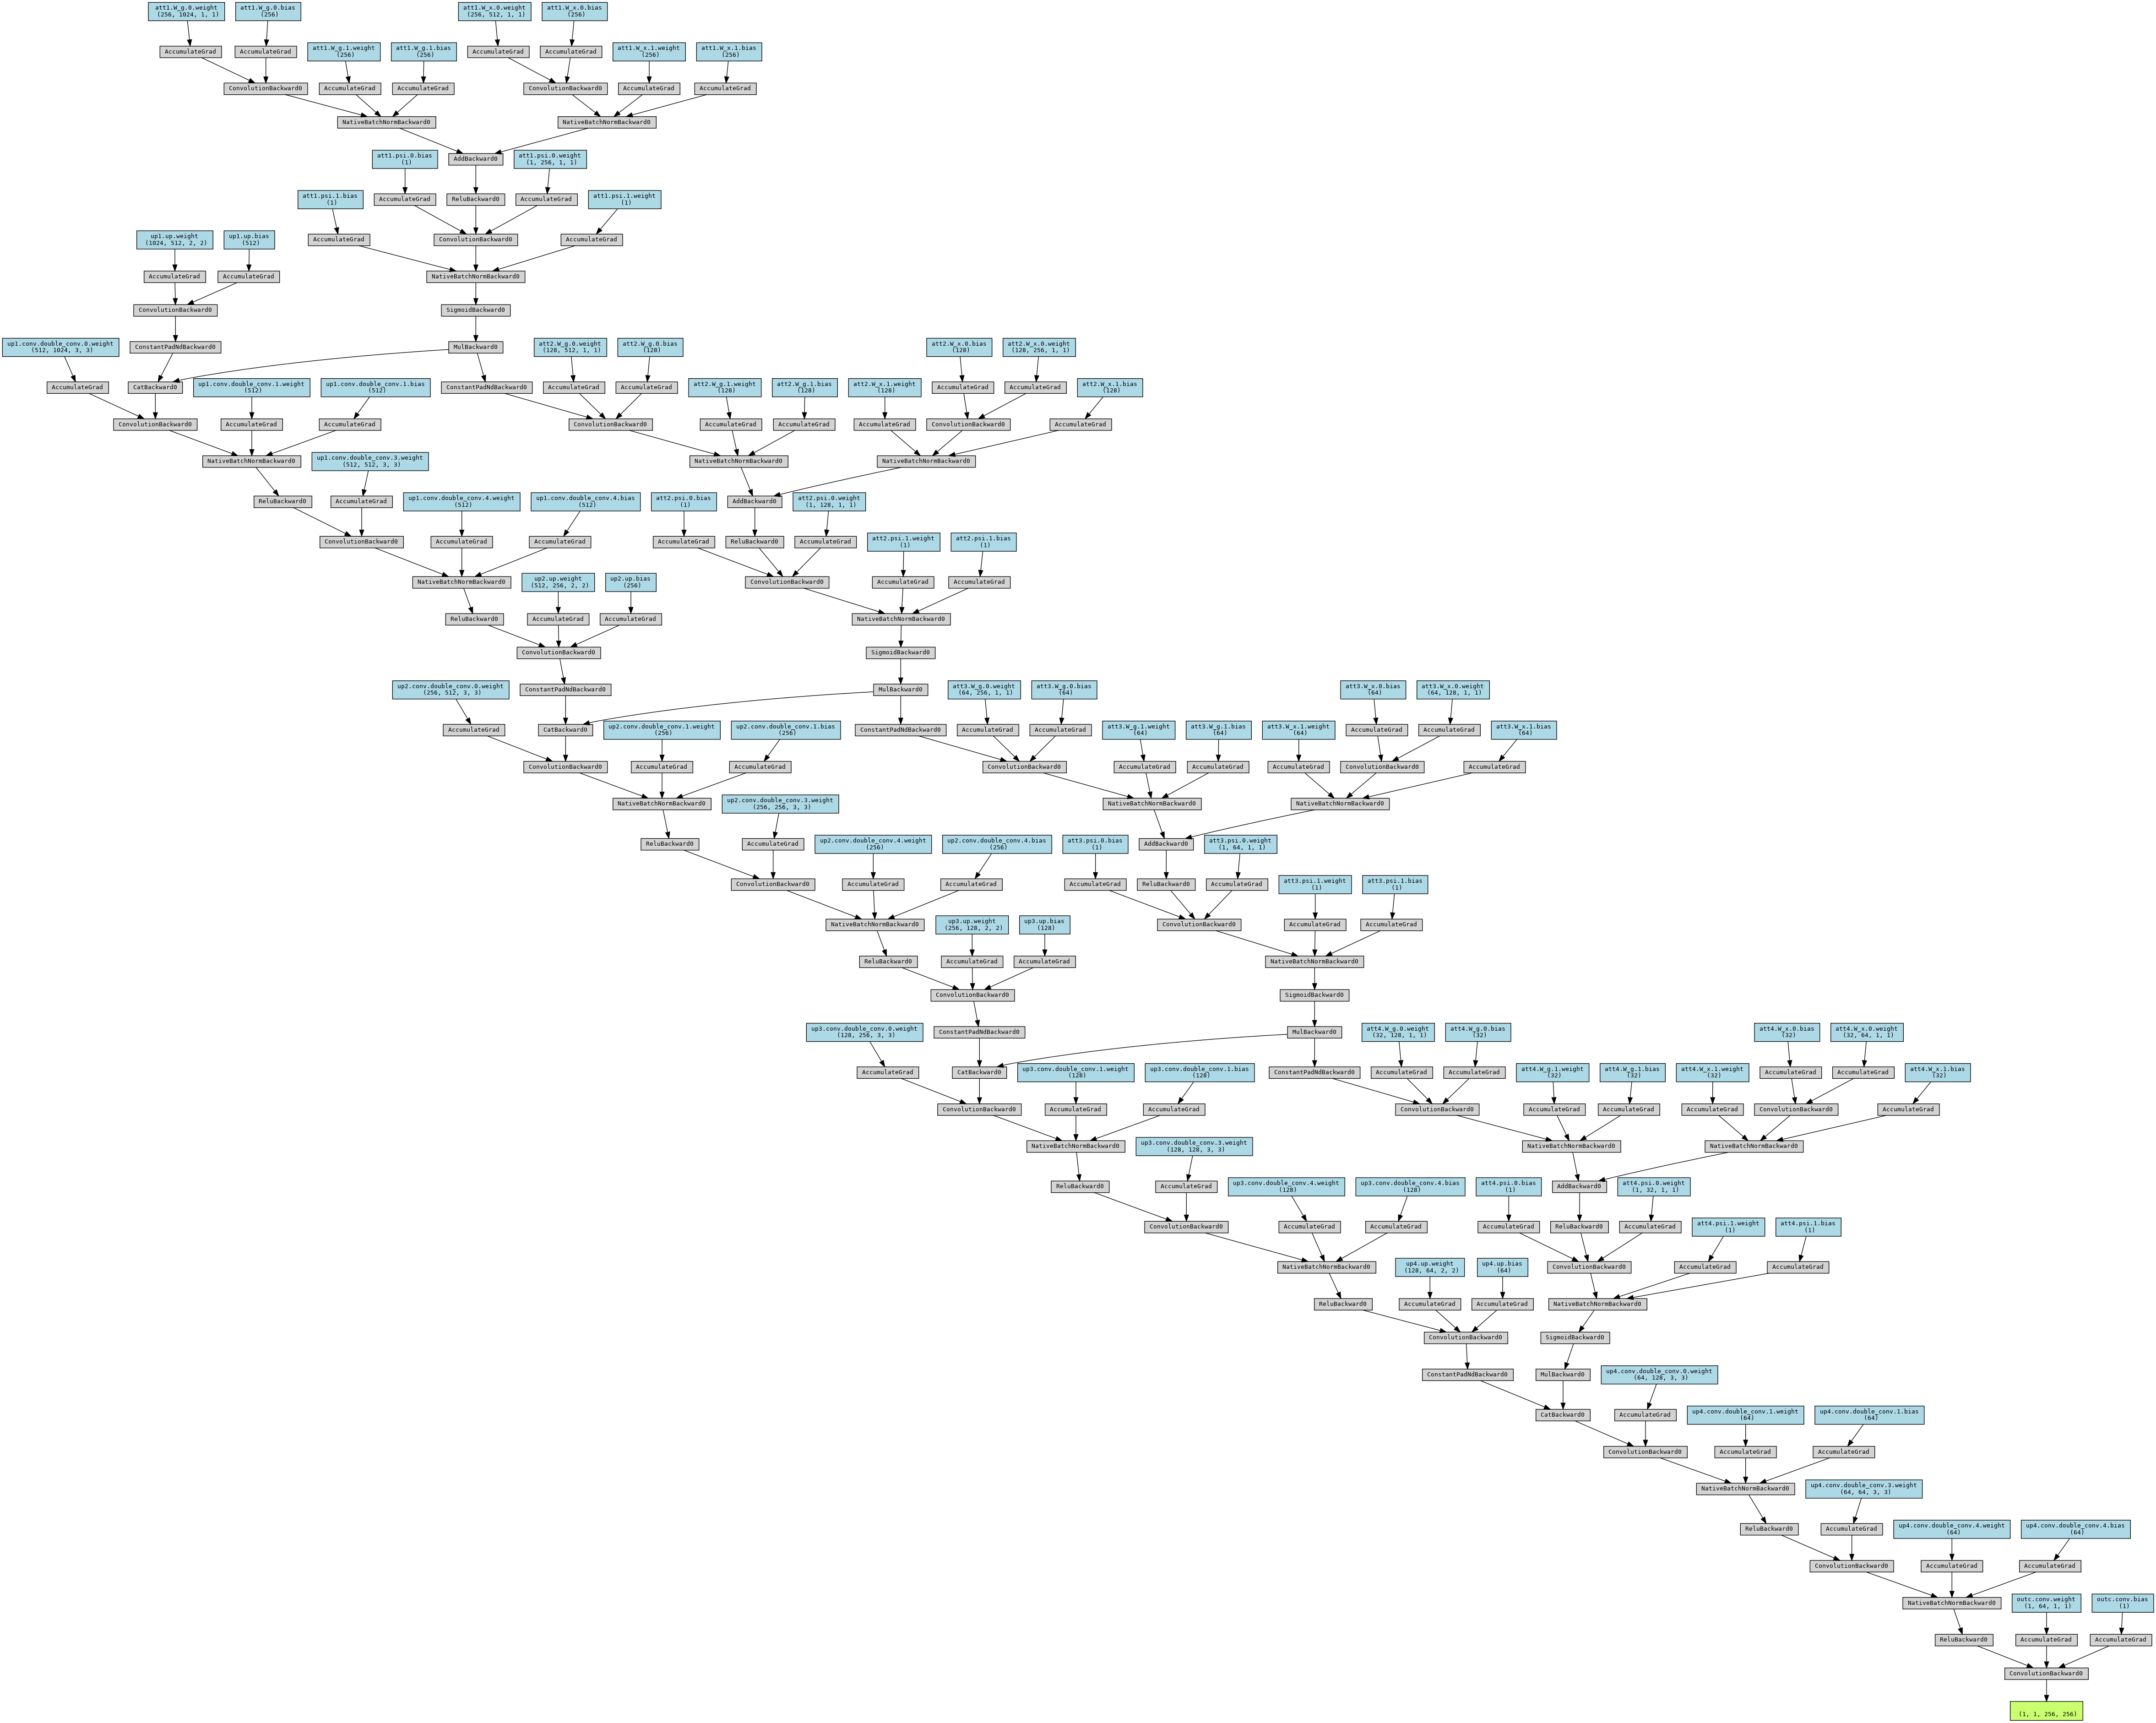 att1.W_g.0.weight
(256, 1024, 1, 1)
att1.W_g.0.bias
(256)
att1.W_x.0.weight
(256, 512, 1, 1)
att1.W_x.0.bias
(256)
AccumulateGrad
AccumulateGrad
att1.W_g.1.weight
(256)
att1.W_g.1.bias
(256)
AccumulateGrad
AccumulateGrad
att1.W_x.1.weight
(256)
att1.W_x.1.bias
(256)
ConvolutionBackward0
AccumulateGrad
AccumulateGrad
ConvolutionBackward0
AccumulateGrad
AccumulateGrad
NativeBatchNormBackward0
NativeBatchNormBackward0
att1.psi.0.bias
(1)
AddBackward0
att1.psi.0.weight
(1, 256, 1, 1)
att1.psi.1.bias
(1)
AccumulateGrad
ReluBackward0
AccumulateGrad
att1.psi.1.weight
(1)
up1.up.weight
(1024, 512, 2, 2)
up1.up.bias
(512)
AccumulateGrad
ConvolutionBackward0
AccumulateGrad
AccumulateGrad
AccumulateGrad
NativeBatchNormBackward0
ConvolutionBackward0
SigmoidBackward0
up1.conv.double_conv.0.weight
(512, 1024, 3, 3)
ConstantPadNdBackward0
MulBackward0
att2.W_g.0.weight
(128, 512, 1, 1)
att2.W_g.0.bias
(128)
att2.W_x.0.bias
(128)
att2.W_x.0.weight
(128, 256, 1, 1)
AccumulateGrad
CatBackward0
up1.conv.double_conv.1.weight
(512)
up1.conv.double_conv.1.bias
(512)
ConstantPadNdBackward0
AccumulateGrad
AccumulateGrad
att2.W_g.1.weight
(128)
att2.W_g.1.bias
(128)
att2.W_x.1.weight
(128)
AccumulateGrad
AccumulateGrad
att2.W_x.1.bias
(128)
ConvolutionBackward0
AccumulateGrad
AccumulateGrad
ConvolutionBackward0
AccumulateGrad
AccumulateGrad
AccumulateGrad
ConvolutionBackward0
AccumulateGrad
NativeBatchNormBackward0
up1.conv.double_conv.3.weight
(512, 512, 3, 3)
NativeBatchNormBackward0
NativeBatchNormBackward0
ReluBackward0
AccumulateGrad
up1.conv.double_conv.4.weight
(512)
up1.conv.double_conv.4.bias
(512)
att2.psi.0.bias
(1)
AddBackward0
att2.psi.0.weight
(1, 128, 1, 1)
ConvolutionBackward0
AccumulateGrad
AccumulateGrad
AccumulateGrad
ReluBackward0
AccumulateGrad
att2.psi.1.weight
(1)
att2.psi.1.bias
(1)
NativeBatchNormBackward0
up2.up.weight
(512, 256, 2, 2)
up2.up.bias
(256)
ConvolutionBackward0
AccumulateGrad
AccumulateGrad
ReluBackward0
AccumulateGrad
AccumulateGrad
NativeBatchNormBackward0
ConvolutionBackward0
SigmoidBackward0
up2.conv.double_conv.0.weight
(256, 512, 3, 3)
ConstantPadNdBackward0
MulBackward0
att3.W_g.0.weight
(64, 256, 1, 1)
att3.W_g.0.bias
(64)
att3.W_x.0.bias
(64)
att3.W_x.0.weight
(64, 128, 1, 1)
AccumulateGrad
CatBackward0
up2.conv.double_conv.1.weight
(256)
up2.conv.double_conv.1.bias
(256)
ConstantPadNdBackward0
AccumulateGrad
AccumulateGrad
att3.W_g.1.weight
(64)
att3.W_g.1.bias
(64)
att3.W_x.1.weight
(64)
AccumulateGrad
AccumulateGrad
att3.W_x.1.bias
(64)
ConvolutionBackward0
AccumulateGrad
AccumulateGrad
ConvolutionBackward0
AccumulateGrad
AccumulateGrad
AccumulateGrad
ConvolutionBackward0
AccumulateGrad
NativeBatchNormBackward0
up2.conv.double_conv.3.weight
(256, 256, 3, 3)
NativeBatchNormBackward0
NativeBatchNormBackward0
ReluBackward0
AccumulateGrad
up2.conv.double_conv.4.weight
(256)
up2.conv.double_conv.4.bias
(256)
att3.psi.0.bias
(1)
AddBackward0
att3.psi.0.weight
(1, 64, 1, 1)
ConvolutionBackward0
AccumulateGrad
AccumulateGrad
AccumulateGrad
ReluBackward0
AccumulateGrad
att3.psi.1.weight
(1)
att3.psi.1.bias
(1)
NativeBatchNormBackward0
up3.up.weight
(256, 128, 2, 2)
up3.up.bias
(128)
ConvolutionBackward0
AccumulateGrad
AccumulateGrad
ReluBackward0
AccumulateGrad
AccumulateGrad
NativeBatchNormBackward0
ConvolutionBackward0
SigmoidBackward0
up3.conv.double_conv.0.weight
(128, 256, 3, 3)
ConstantPadNdBackward0
MulBackward0
att4.W_g.0.weight
(32, 128, 1, 1)
att4.W_g.0.bias
(32)
att4.W_x.0.bias
(32)
att4.W_x.0.weight
(32, 64, 1, 1)
AccumulateGrad
CatBackward0
up3.conv.double_conv.1.weight
(128)
up3.conv.double_conv.1.bias
(128)
ConstantPadNdBackward0
AccumulateGrad
AccumulateGrad
att4.W_g.1.weight
(32)
att4.W_g.1.bias
(32)
att4.W_x.1.weight
(32)
AccumulateGrad
AccumulateGrad
att4.W_x.1.bias
(32)
ConvolutionBackward0
AccumulateGrad
AccumulateGrad
ConvolutionBackward0
AccumulateGrad
AccumulateGrad
AccumulateGrad
ConvolutionBackward0
AccumulateGrad
NativeBatchNormBackward0
up3.conv.double_conv.3.weight
(128, 128, 3, 3)
NativeBatchNormBackward0
NativeBatchNormBackward0
ReluBackward0
AccumulateGrad
up3.conv.double_conv.4.weight
(128)
up3.conv.double_conv.4.bias
(128)
att4.psi.0.bias
(1)
AddBackward0
att4.psi.0.weight
(1, 32, 1, 1)
ConvolutionBackward0
AccumulateGrad
AccumulateGrad
AccumulateGrad
ReluBackward0
AccumulateGrad
att4.psi.1.weight
(1)
att4.psi.1.bias
(1)
NativeBatchNormBackward0
up4.up.weight
(128, 64, 2, 2)
up4.up.bias
(64)
ConvolutionBackward0
AccumulateGrad
AccumulateGrad
ReluBackward0
AccumulateGrad
AccumulateGrad
NativeBatchNormBackward0
ConvolutionBackward0
SigmoidBackward0
ConstantPadNdBackward0
MulBackward0
up4.conv.double_conv.0.weight
(64, 128, 3, 3)
CatBackward0
AccumulateGrad
up4.conv.double_conv.1.weight
(64)
up4.conv.double_conv.1.bias
(64)
ConvolutionBackward0
AccumulateGrad
AccumulateGrad
NativeBatchNormBackward0
up4.conv.double_conv.3.weight
(64, 64, 3, 3)
ReluBackward0
AccumulateGrad
up4.conv.double_conv.4.weight
(64)
up4.conv.double_conv.4.bias
(64)
ConvolutionBackward0
AccumulateGrad
AccumulateGrad
NativeBatchNormBackward0
outc.conv.weight
(1, 64, 1, 1)
outc.conv.bias
(1)
ReluBackward0
AccumulateGrad
AccumulateGrad
ConvolutionBackward0
(1, 1, 256, 256)